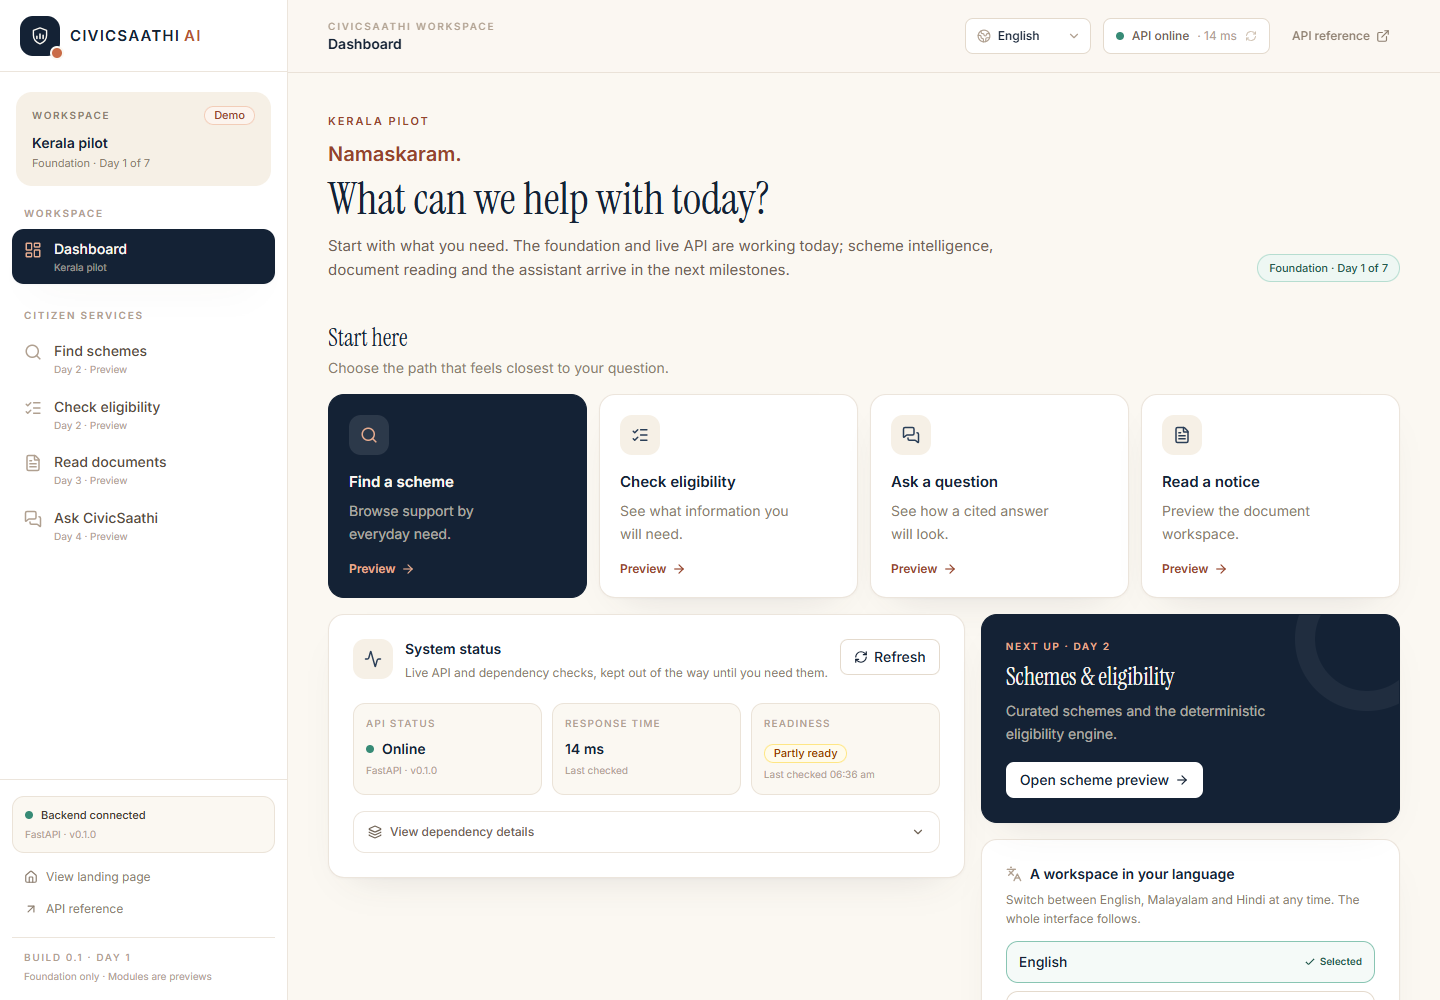 CIVICSAATHI AI
WORKSPACE
Demo
Kerala pilot
Foundation · Day 1 of 7
WORKSPACE
Dashboard
Kerala pilot
CITIZEN SERVICES
Find schemes
Day 2 · Preview
Check eligibility
Day 2 · Preview
Read documents
Day 3 · Preview
Ask CivicSaathi
Day 4 · Preview
Backend connected
FastAPI · v0.1.0
View landing page
API reference
BUILD 0.1 · DAY 1
Foundation only · Modules are previews
CIVICSAATHI WORKSPACE
Dashboard
English
API online · 14 ms
API reference
KERALA PILOT
Namaskaram.
What can we help with today?
Start with what you need. The foundation and live API are working today; scheme intelligence,
document reading and the assistant arrive in the next milestones.
Foundation · Day 1 of 7
Start here
Choose the path that feels closest to your question.
Find a scheme
Browse support by
everyday need.
Preview
Check eligibility
See what information you
will need.
Preview
Ask a question
See how a cited answer
will look.
Preview
Read a notice
Preview the document
workspace.
Preview
System status
Live API and dependency checks, kept out of the way until you need them.
Refresh
API STATUS
Online
FastAPI · v0.1.0
RESPONSE TIME
14 ms
Last checked
READINESS
Partly ready
Last checked 06:36 am
View dependency details
NEXT UP · DAY 2
Schemes & eligibility
Curated schemes and the deterministic
eligibility engine.
Open scheme preview
A workspace in your language
Switch between English, Malayalam and Hindi at any time. The
whole interface follows.
English
Selected